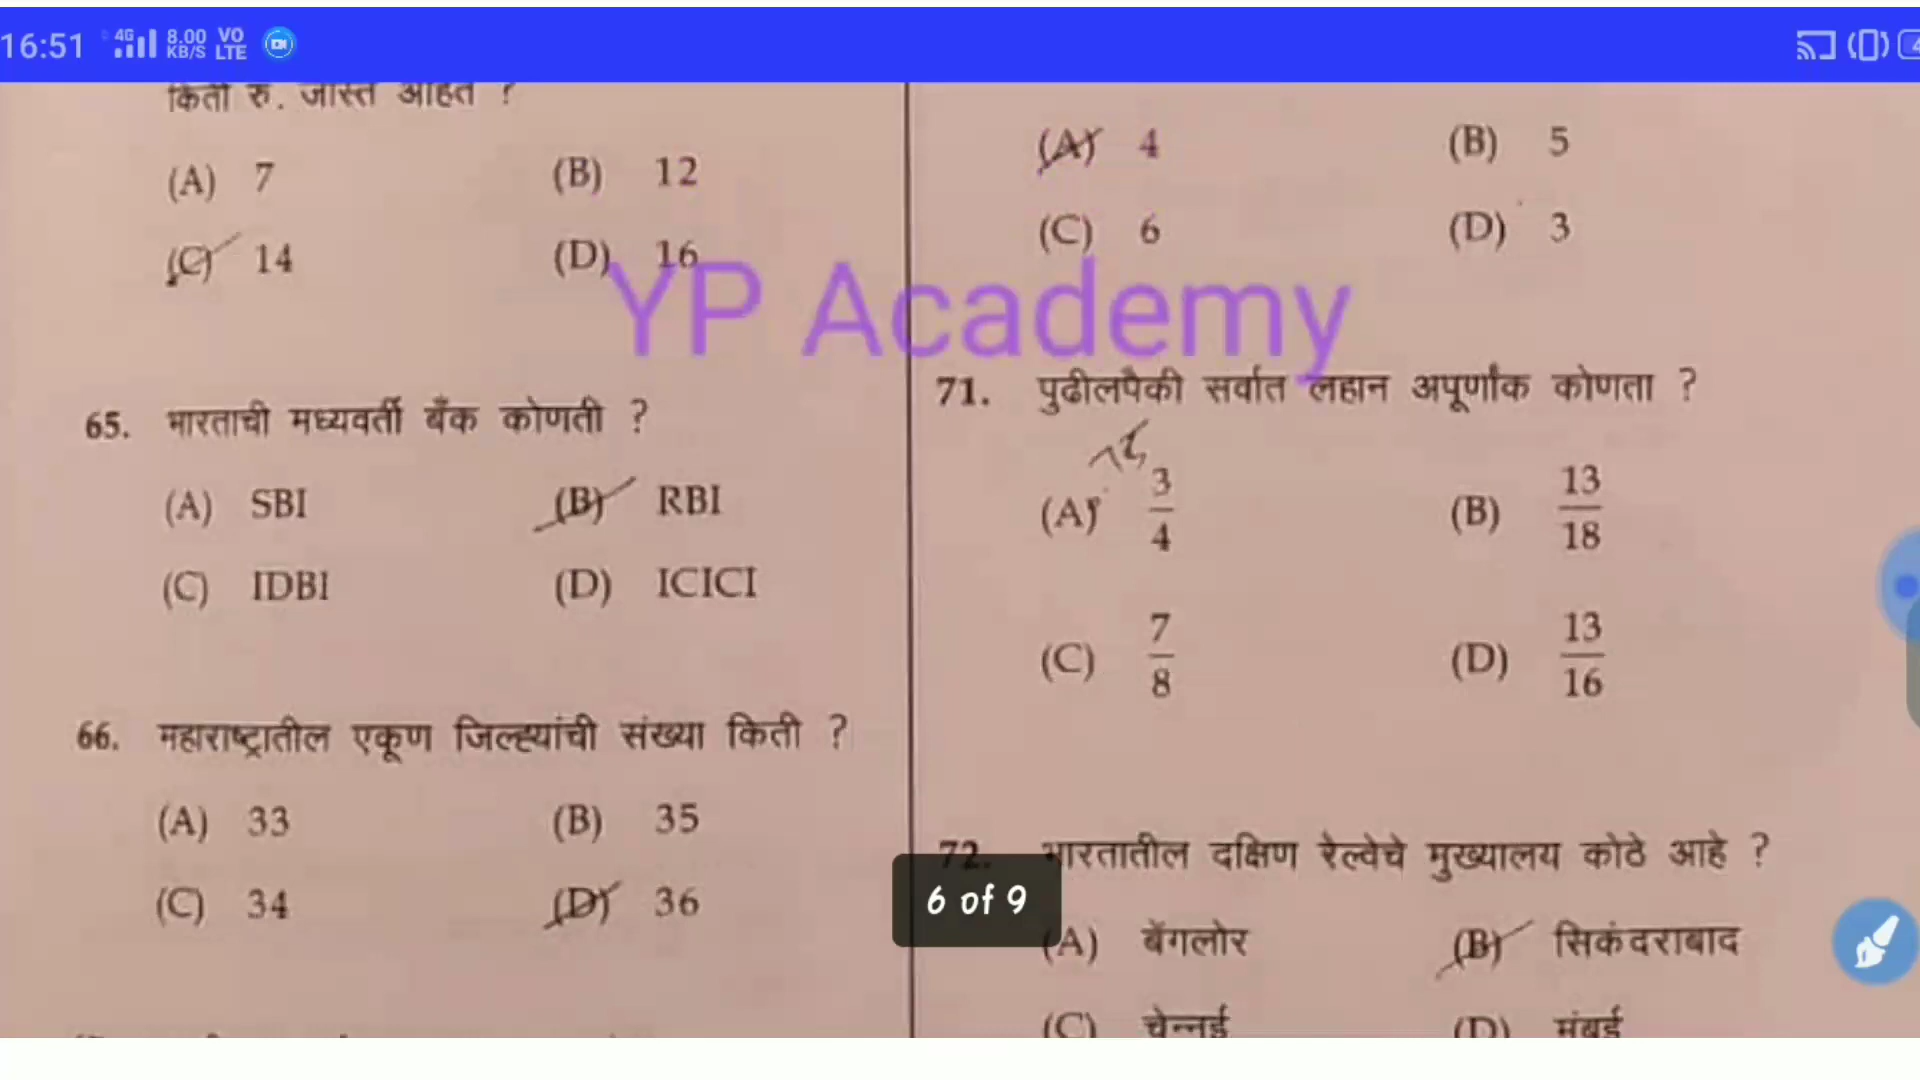 16:51 4G 8.00 KB/S VO LTE
किती रु. जास्त आहेत ?
(A) 7 (B) 12
(C) 14 (D) 16
65. भारताची मध्यवर्ती बँक कोणती ?
(A) SBI (B) RBI
(C) IDBI (D) ICICI
66. महाराष्ट्रातील एकूण जिल्ह्यांची संख्या किती ?
(A) 33 (B) 35
(C) 34 (D) 36
(A) 4 (B) 5
(C) 6 (D) 3
YP Academy
71. पुढीलपैकी सर्वात लहान अपूर्णांक कोणता ?
(A) 3/4 (B) 13/18
(C) 7/8 (D) 13/16
72. भारतातील दक्षिण रेल्वेचे मुख्यालय कोठे आहे ?
(A) बेंगलोर (B) सिकंदराबाद
(C) चेन्नई (D) मुंबई
6 of 9